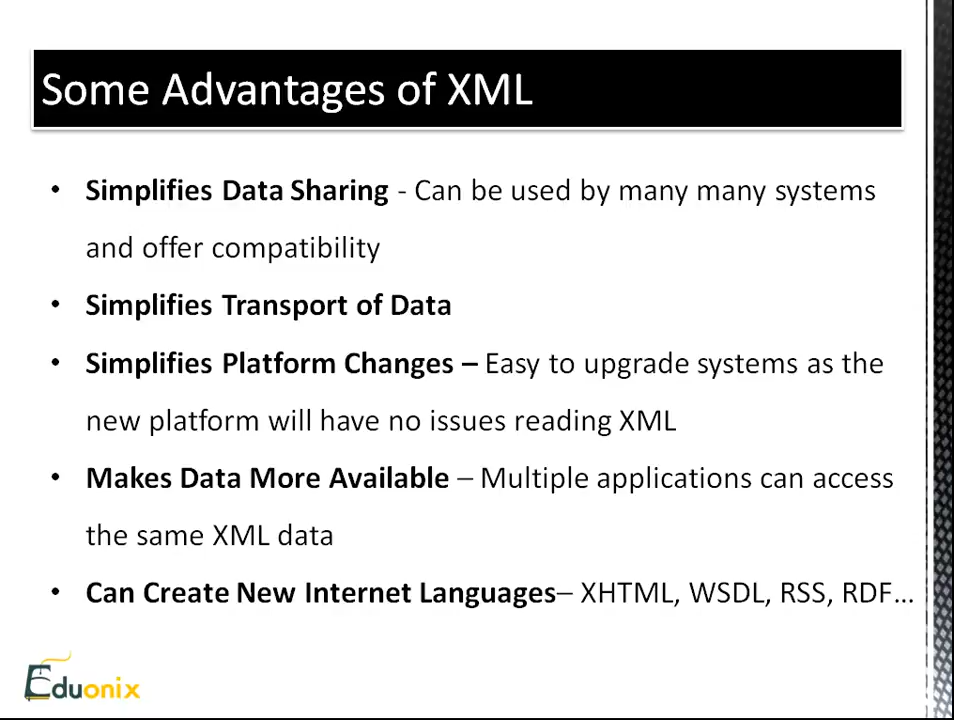 Some Advantages of XML
• Simplifies Data Sharing - Can be used by many many systems
and offer compatibility
• Simplifies Transport of Data
• Simplifies Platform Changes – Easy to upgrade systems as the
new platform will have no issues reading XML
• Makes Data More Available – Multiple applications can access
the same XML data
• Can Create New Internet Languages– XHTML, WSDL, RSS, RDF...
Eduonix